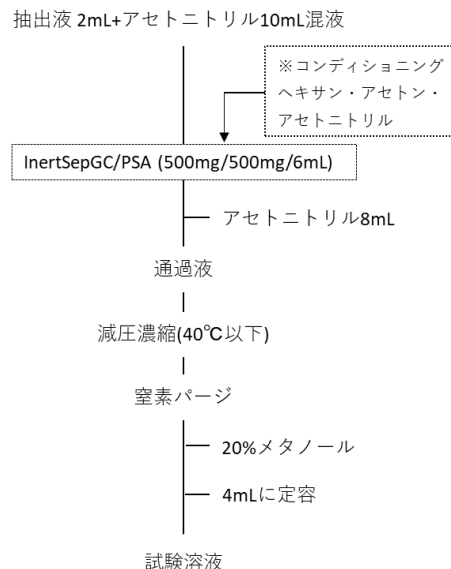 抽出液 2mL+アセトニトリル10mL混液
※コンディショニング
ヘキサン・アセトン・
アセトニトリル
InertSepGC/PSA (500mg/500mg/6mL)
アセトニトリル8mL
通過液
減圧濃縮(40℃以下)
窒素パージ
20%メタノール
4mLに定容
試験溶液